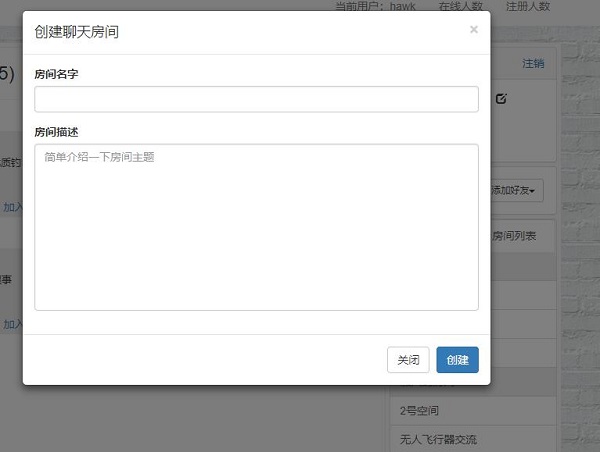 当前用户：hawk 在线人数 注册人数
创建聊天房间 ×
5)
注销
房间名字
房间描述
简单介绍一下房间主题
质钓
添加好友
加入
房间列表
事
加入
关闭 创建
2号空间
无人飞行器交流